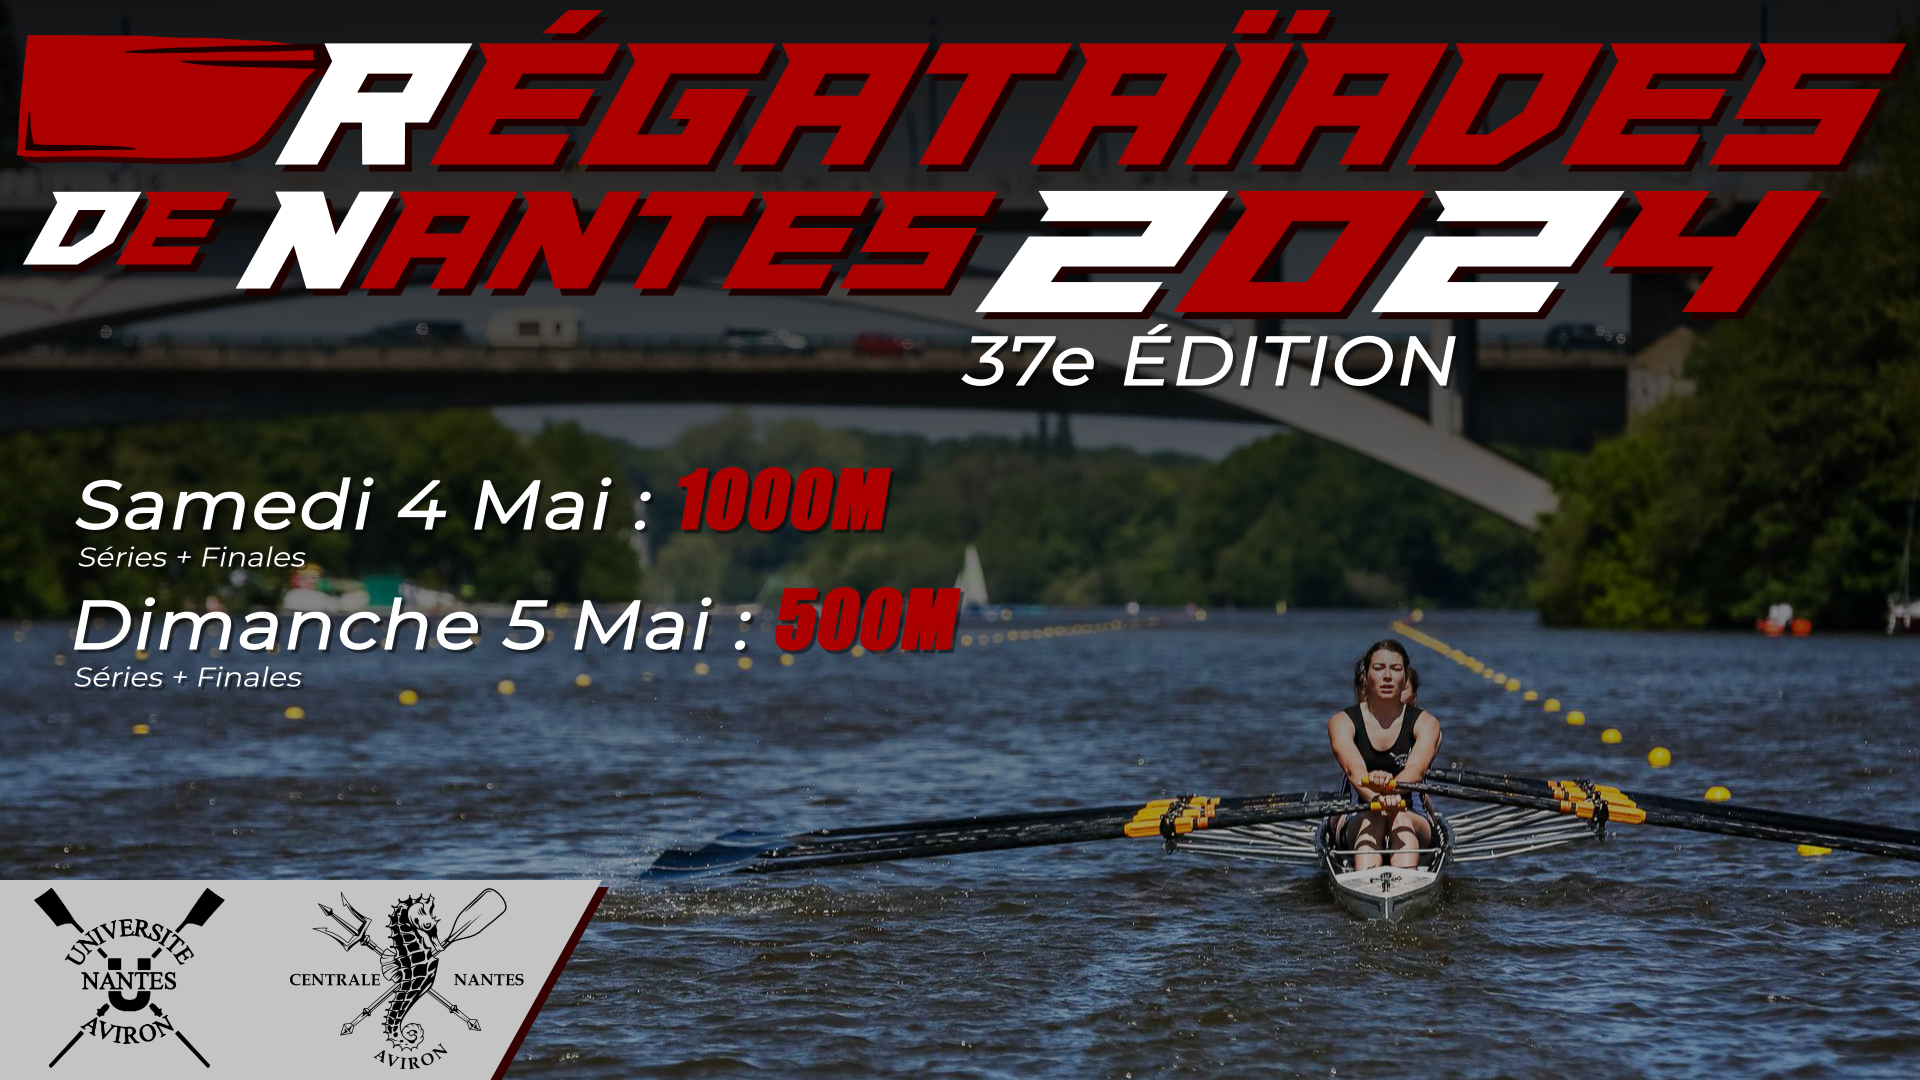 RÉGATAÏADES
DE NANTES 2024
37e ÉDITION
Samedi 4 Mai : 1000M
Séries + Finales
Dimanche 5 Mai : 500M
Séries + Finales
UNIVERSITE
NANTES
AVIRON
CENTRALE NANTES
AVIRON